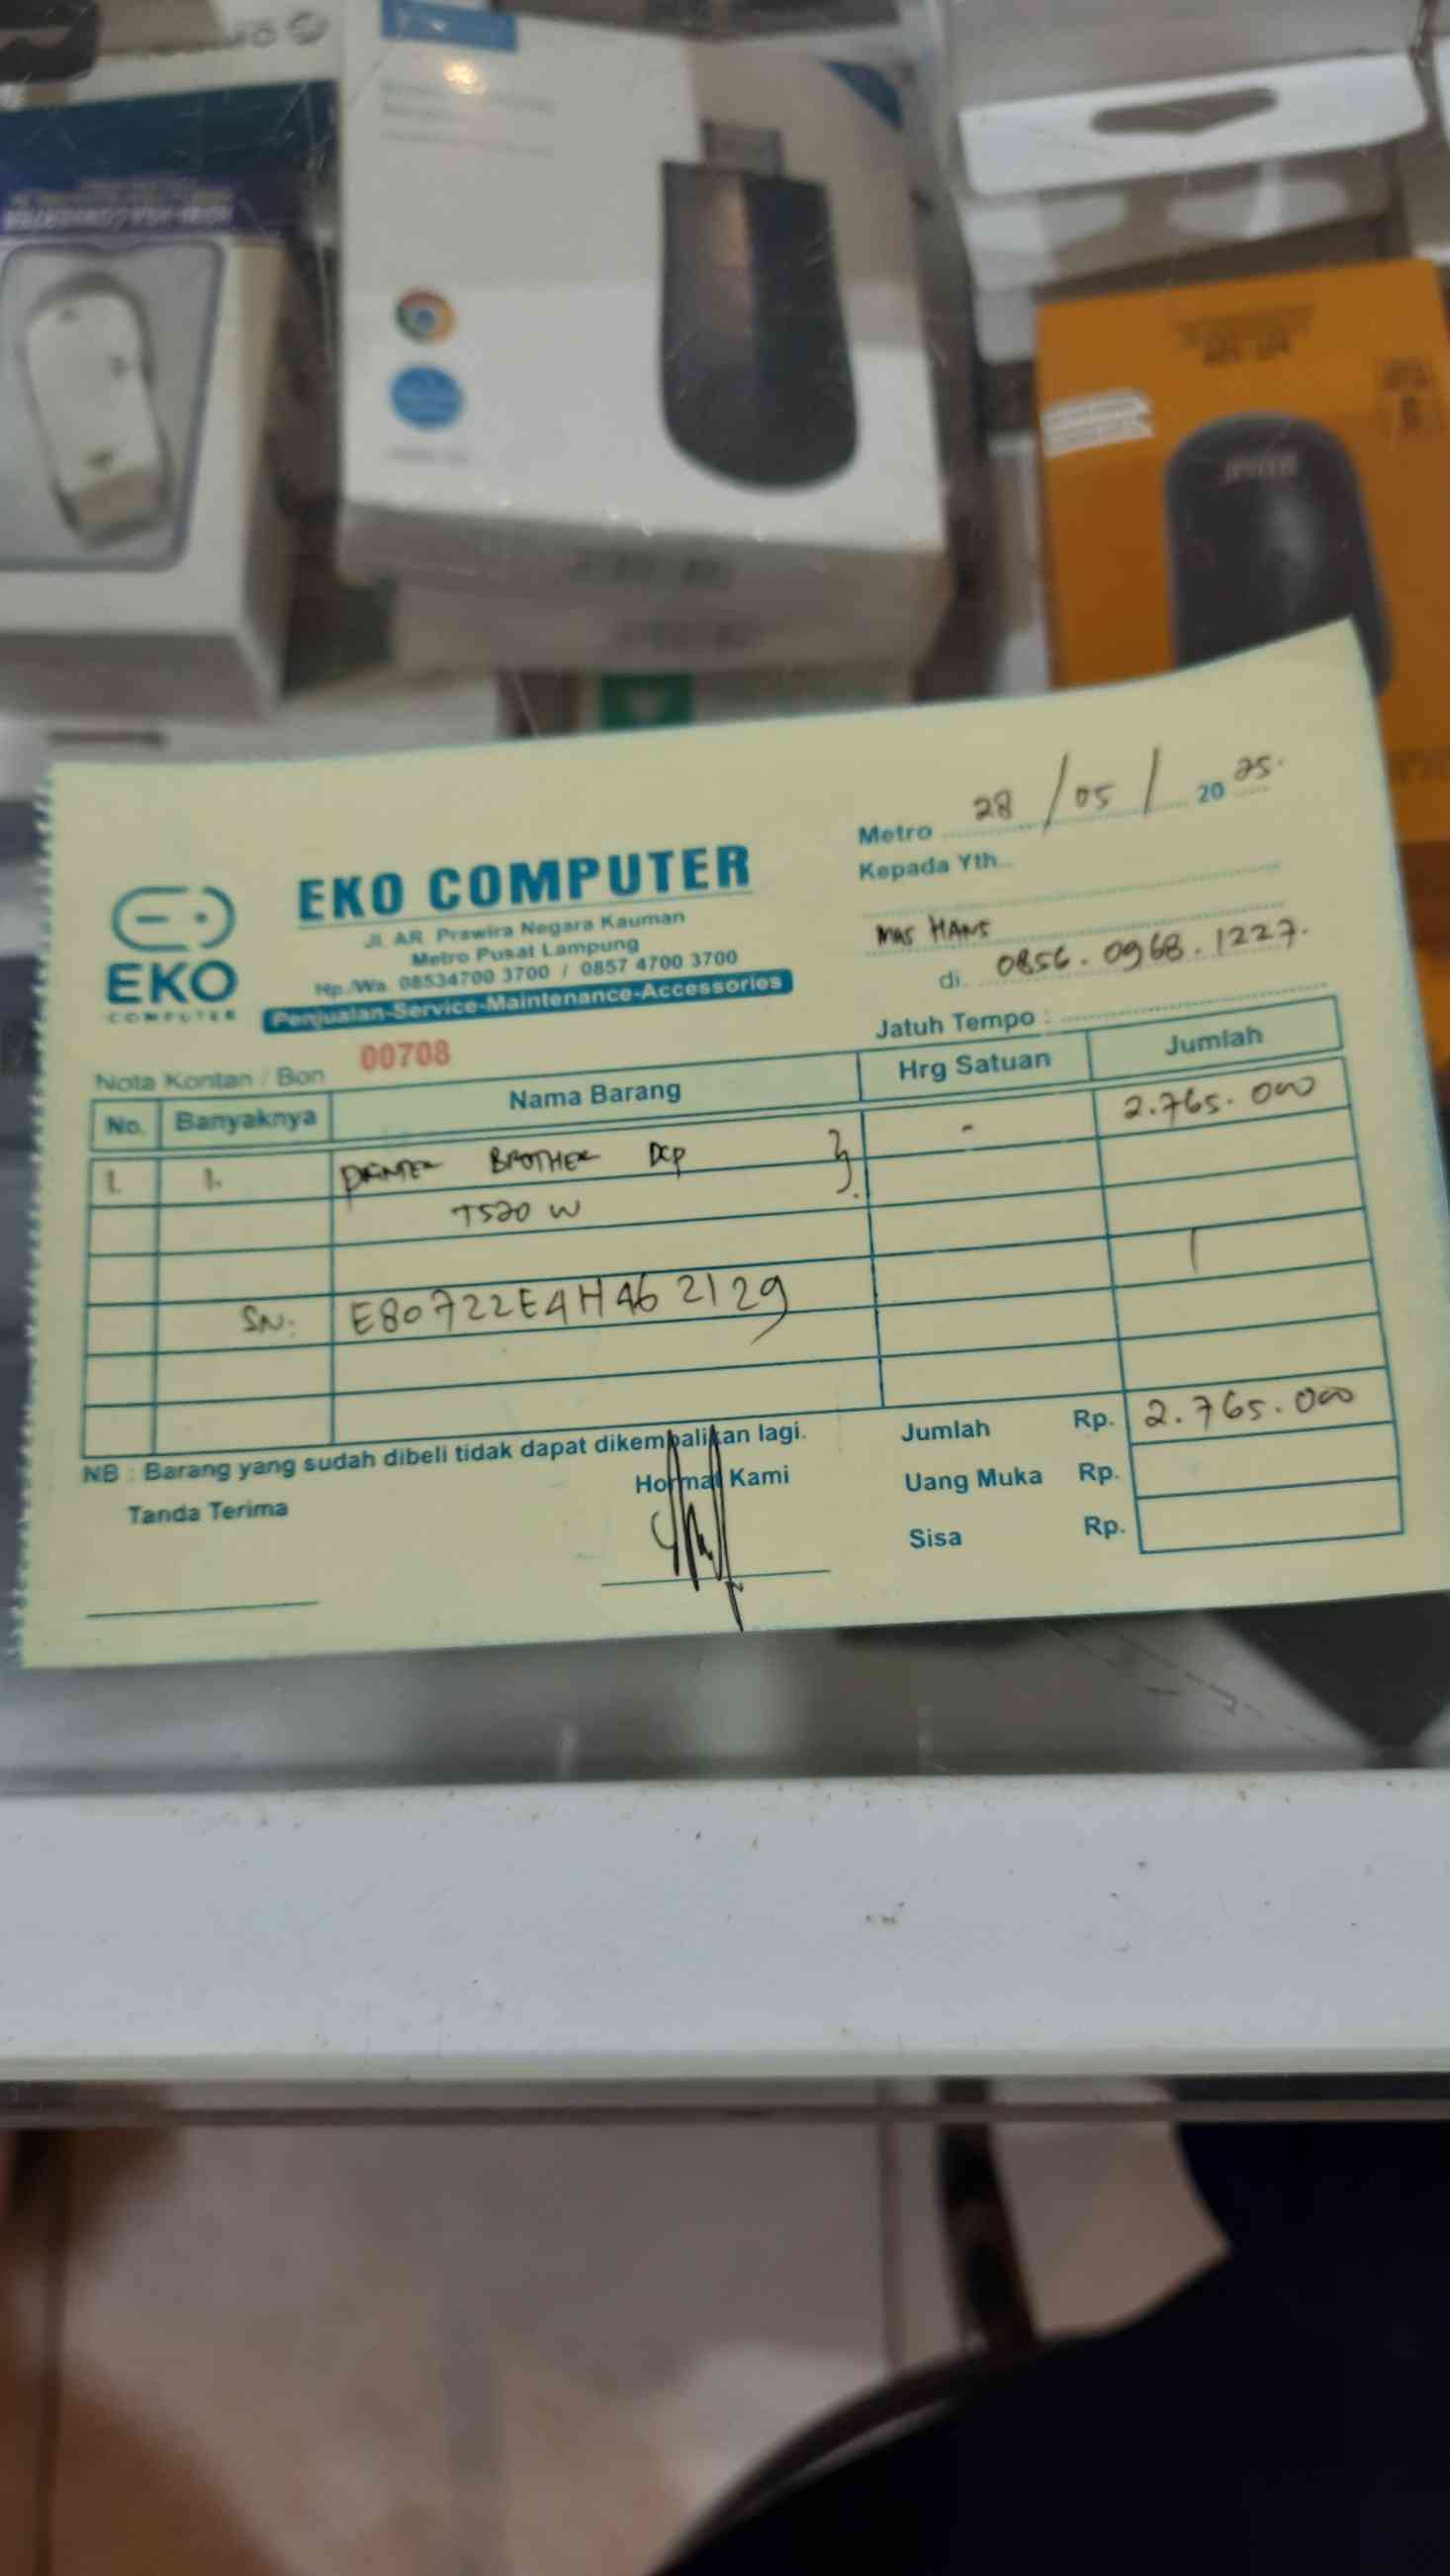 Metro 28 / 05 / 20 25.
Kepada Yth.
EKO COMPUTER
Jl. AR. Prawira Negara Kauman
Metro Pusat Lampung
Hp./Wa. 08534700 3700 / 0857 4700 3700
Penjualan-Service-Maintenance-Accessories
EKO
COMPUTER
MAS HANS
di. 0856.0968.1227.
Jatuh Tempo :
Nota Kontan / Bon 00708
No. Banyaknya Nama Barang Hrg Satuan Jumlah
1. 1. PRINTER BROTHER DCP } - 2.765.000
T520 W
SN: E80722E4H462129
NB : Barang yang sudah dibeli tidak dapat dikembalikan lagi.
Jumlah Rp. 2.765.000
Tanda Terima Hormat Kami Uang Muka Rp.
Sisa Rp.